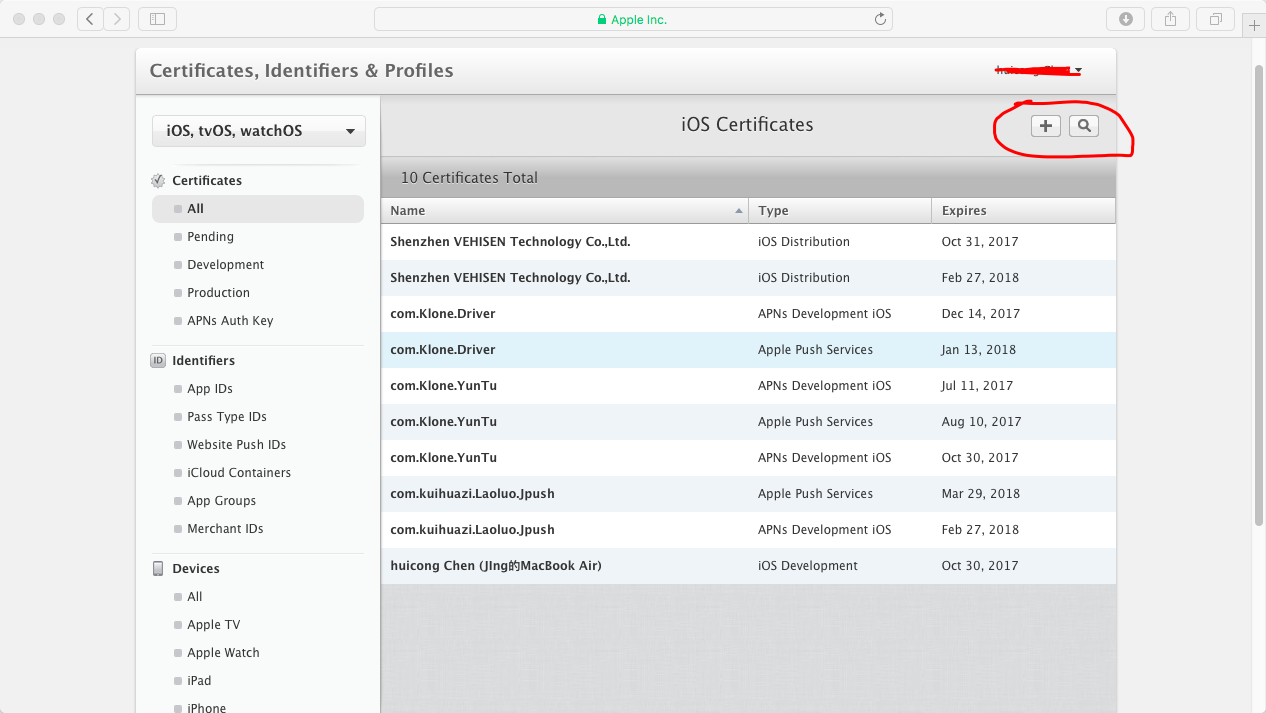 Apple Inc.
Certificates, Identifiers & Profiles
iOS, tvOS, watchOS
Certificates
All
Pending
Development
Production
APNs Auth Key
ID Identifiers
App IDs
Pass Type IDs
Website Push IDs
iCloud Containers
App Groups
Merchant IDs
Devices
All
Apple TV
Apple Watch
iPad
iPhone
iOS Certificates
10 Certificates Total
Name Type Expires
Shenzhen VEHISEN Technology Co.,Ltd. iOS Distribution Oct 31, 2017
Shenzhen VEHISEN Technology Co.,Ltd. iOS Distribution Feb 27, 2018
com.Klone.Driver APNs Development iOS Dec 14, 2017
com.Klone.Driver Apple Push Services Jan 13, 2018
com.Klone.YunTu APNs Development iOS Jul 11, 2017
com.Klone.YunTu Apple Push Services Aug 10, 2017
com.Klone.YunTu APNs Development iOS Oct 30, 2017
com.kuihuazi.Laoluo.Jpush Apple Push Services Mar 29, 2018
com.kuihuazi.Laoluo.Jpush APNs Development iOS Feb 27, 2018
huicong Chen (JIng的MacBook Air) iOS Development Oct 30, 2017